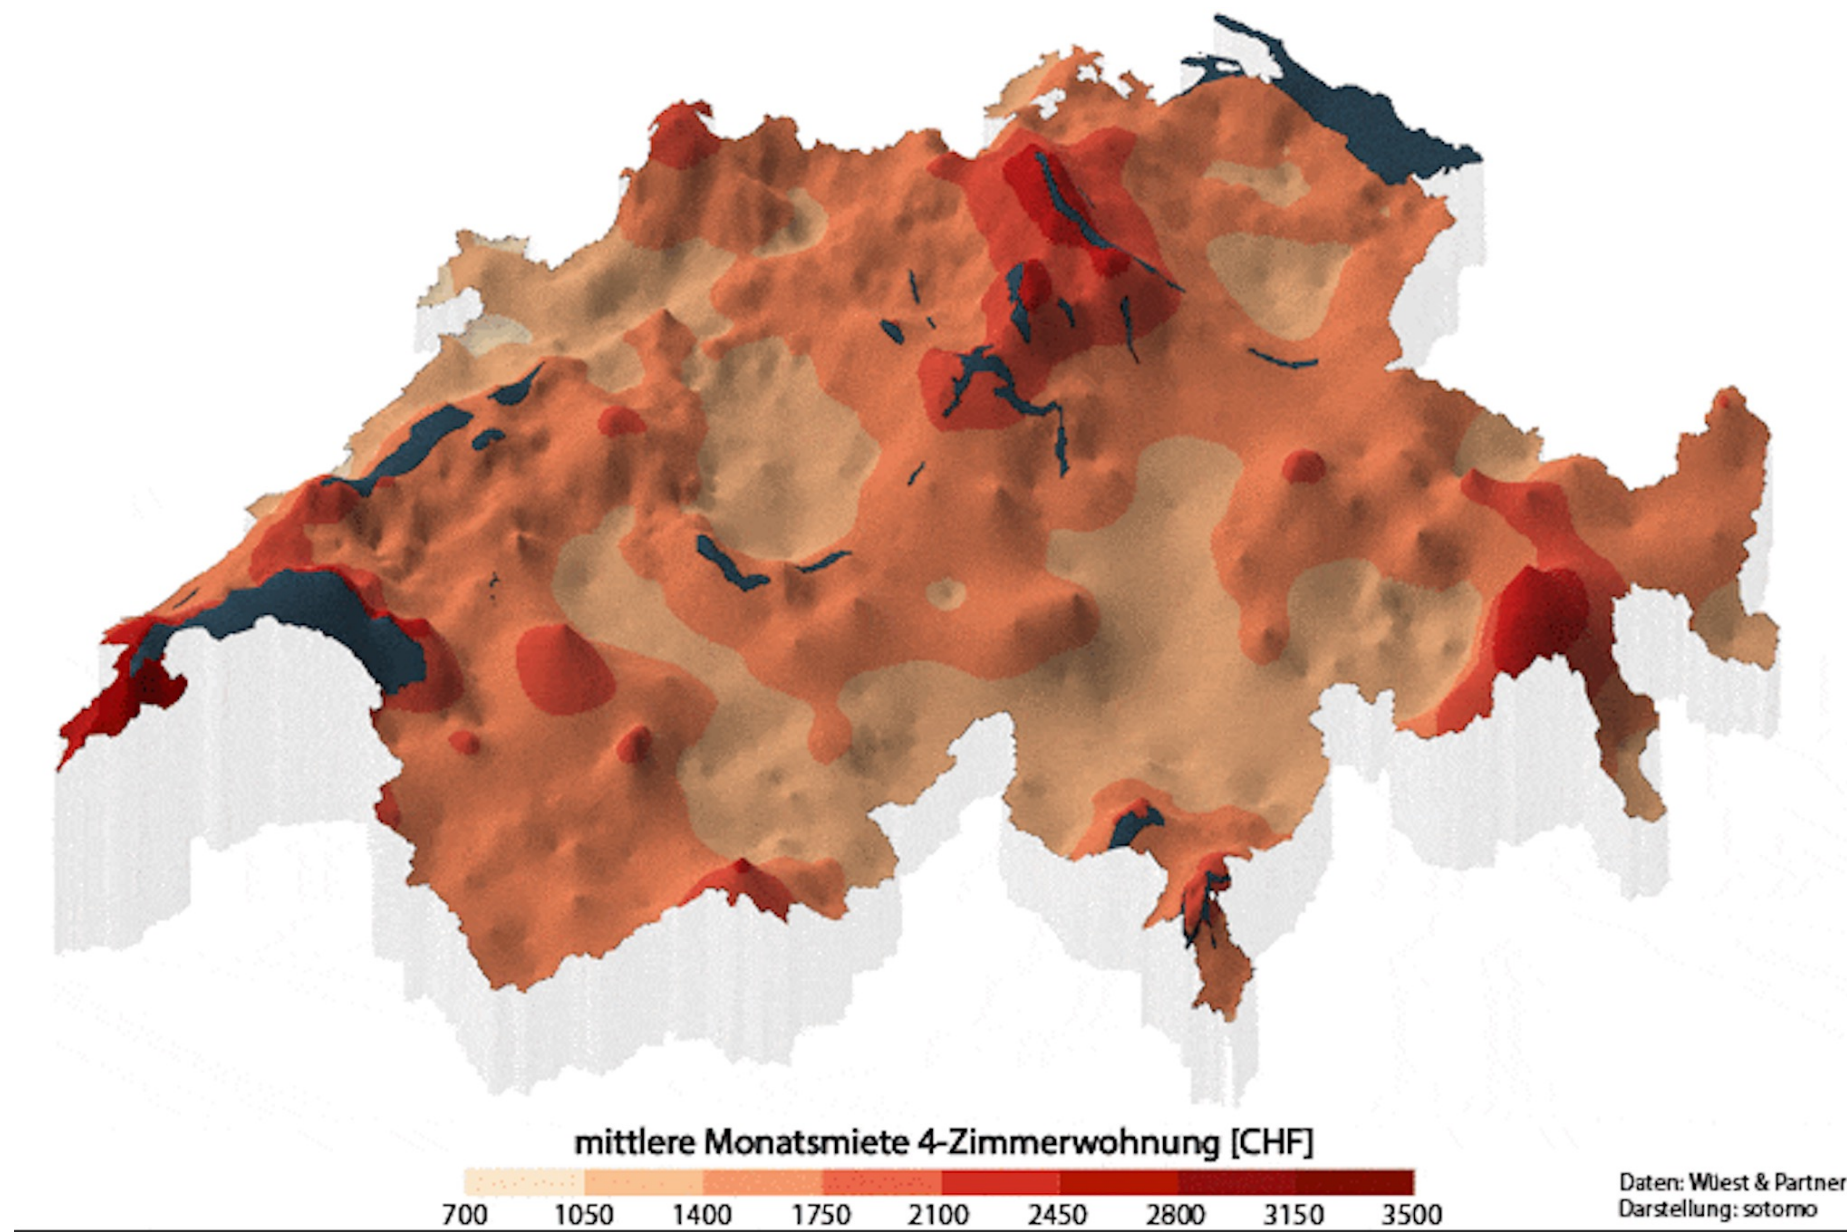 mittlere Monatsmiete 4-Zimmerwohnung [CHF]
700 1050 1400 1750 2100 2450 2800 3150 3500
Daten: Wüest & Partner
Darstellung: sotomo